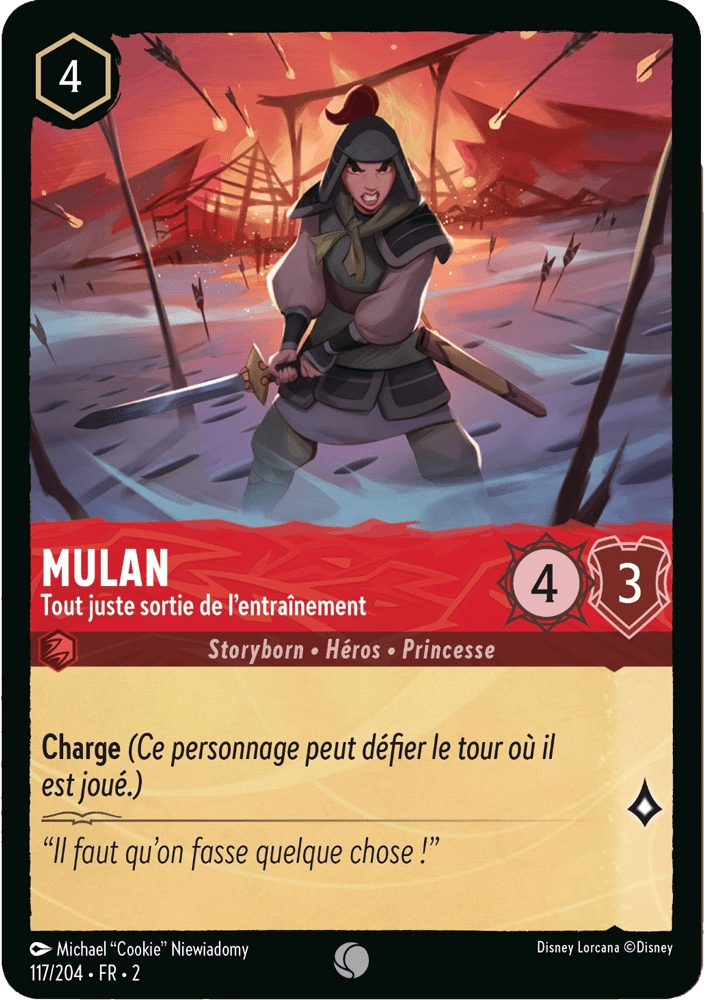 4
MULAN
Tout juste sortie de l’entraînement
4
3
Storyborn • Héros • Princesse
Charge (Ce personnage peut défier le tour où il
est joué.)
“Il faut qu’on fasse quelque chose !”
Michael “Cookie” Niewiadomy
Disney Lorcana ©Disney
117/204 • FR • 2